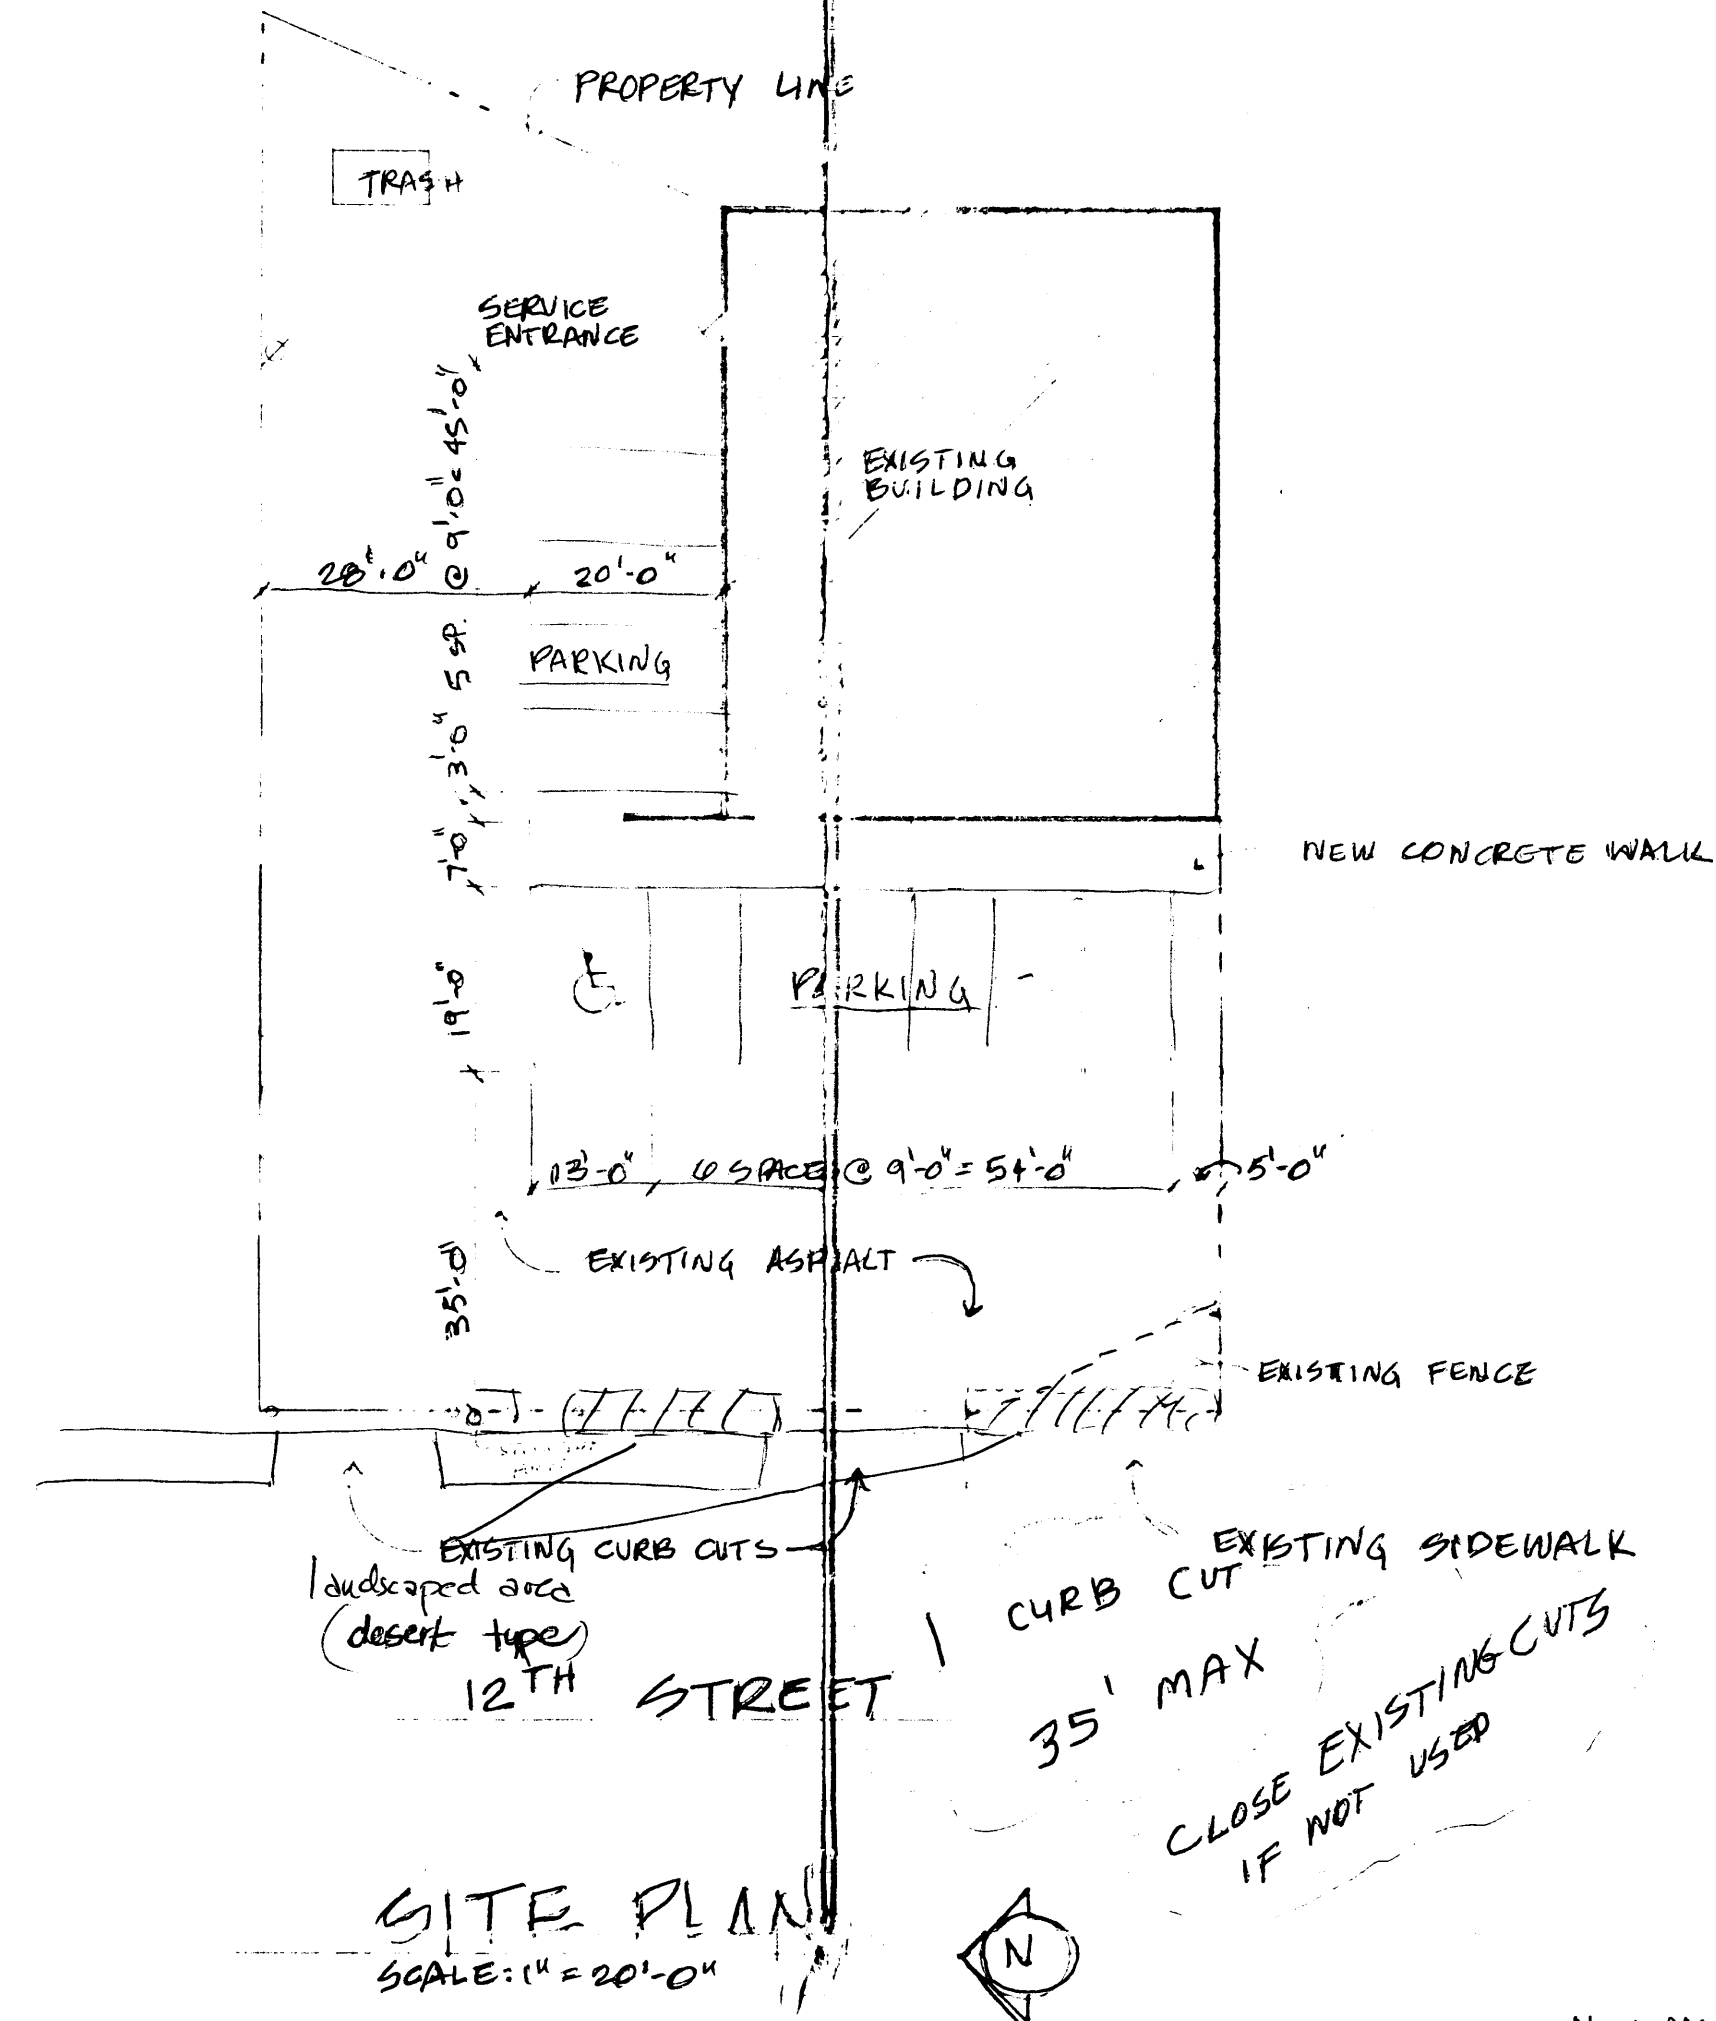 PROPERTY LINE
TRASH
SERVICE
ENTRANCE
EXISTING
BUILDING
28'-0"
20'-0"
5 SP. @ 9'-0" = 45'-0"
PARKING
3'-0"
7'-0"
NEW CONCRETE WALK
19'-0"
PARKING
13'-0"
6 SPACE @ 9'-0" = 54'-0"
5'-0"
EXISTING ASPHALT
35'-0"
EXISTING FENCE
EXISTING CURB CUTS
EXISTING SIDEWALK
landscaped area
(desert type)
12TH STREET
1 CURB CUT
35' MAX
CLOSE EXISTING CUTS
IF NOT USED
SITE PLAN
SCALE: 1" = 20'-0"
N